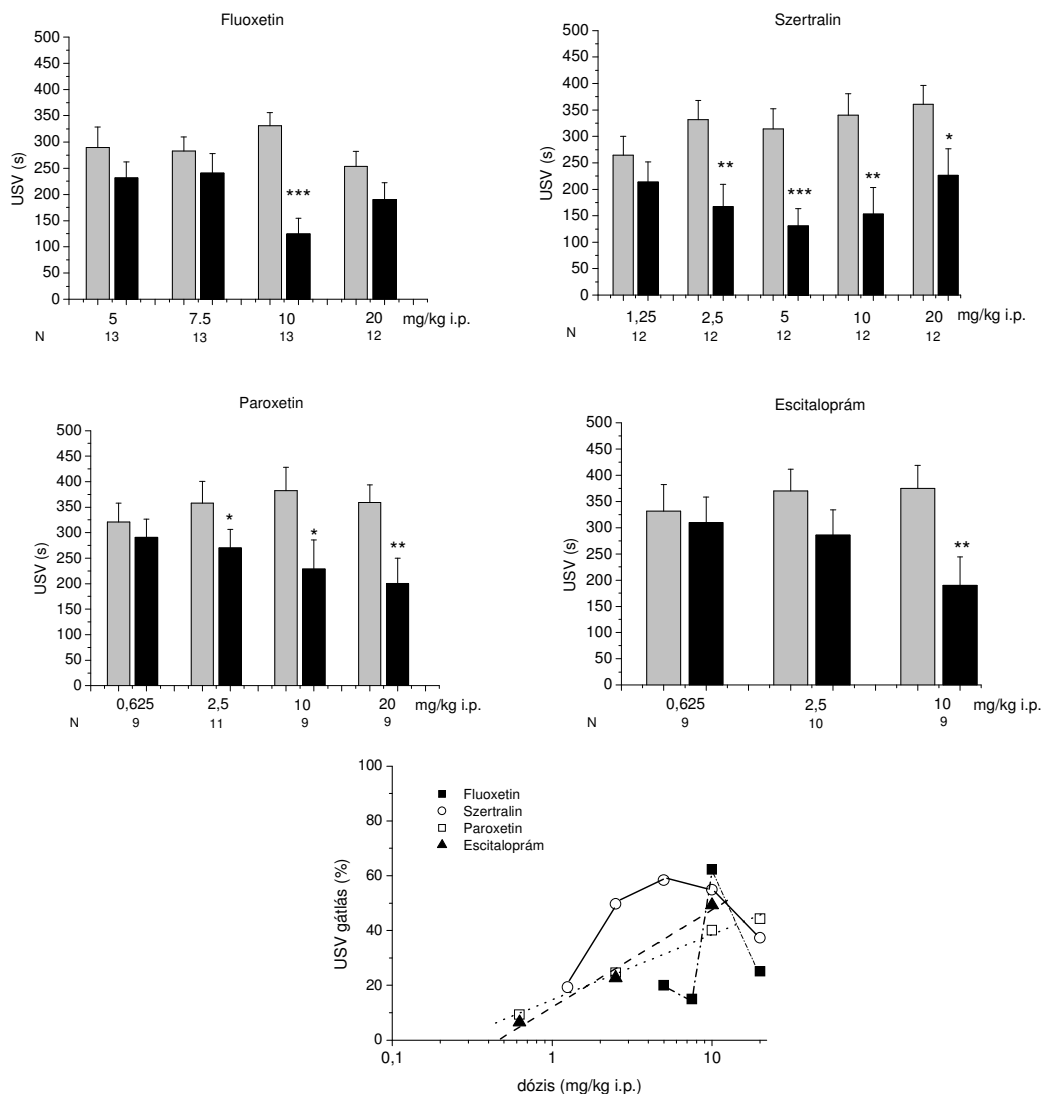 Fluoxetin
500
450
400
350
300
250
200
150
100
50
0
USV (s)
***
5 7.5 10 20 mg/kg i.p.
N 13 13 13 12
Szertralin
500
450
400
350
300
250
200
150
100
50
0
USV (s)
** *** ** *
1,25 2,5 5 10 20 mg/kg i.p.
N 12 12 12 12 12
Paroxetin
500
450
400
350
300
250
200
150
100
50
0
USV (s)
* * **
0,625 2,5 10 20 mg/kg i.p.
N 9 11 9 9
Escitaloprám
500
450
400
350
300
250
200
150
100
50
0
USV (s)
**
0,625 2,5 10 mg/kg i.p.
N 9 10 9
100
80
60
40
20
0
USV gátlás (%)
Fluoxetin
Szertralin
Paroxetin
Escitaloprám
0,1 1 10
dózis (mg/kg i.p.)